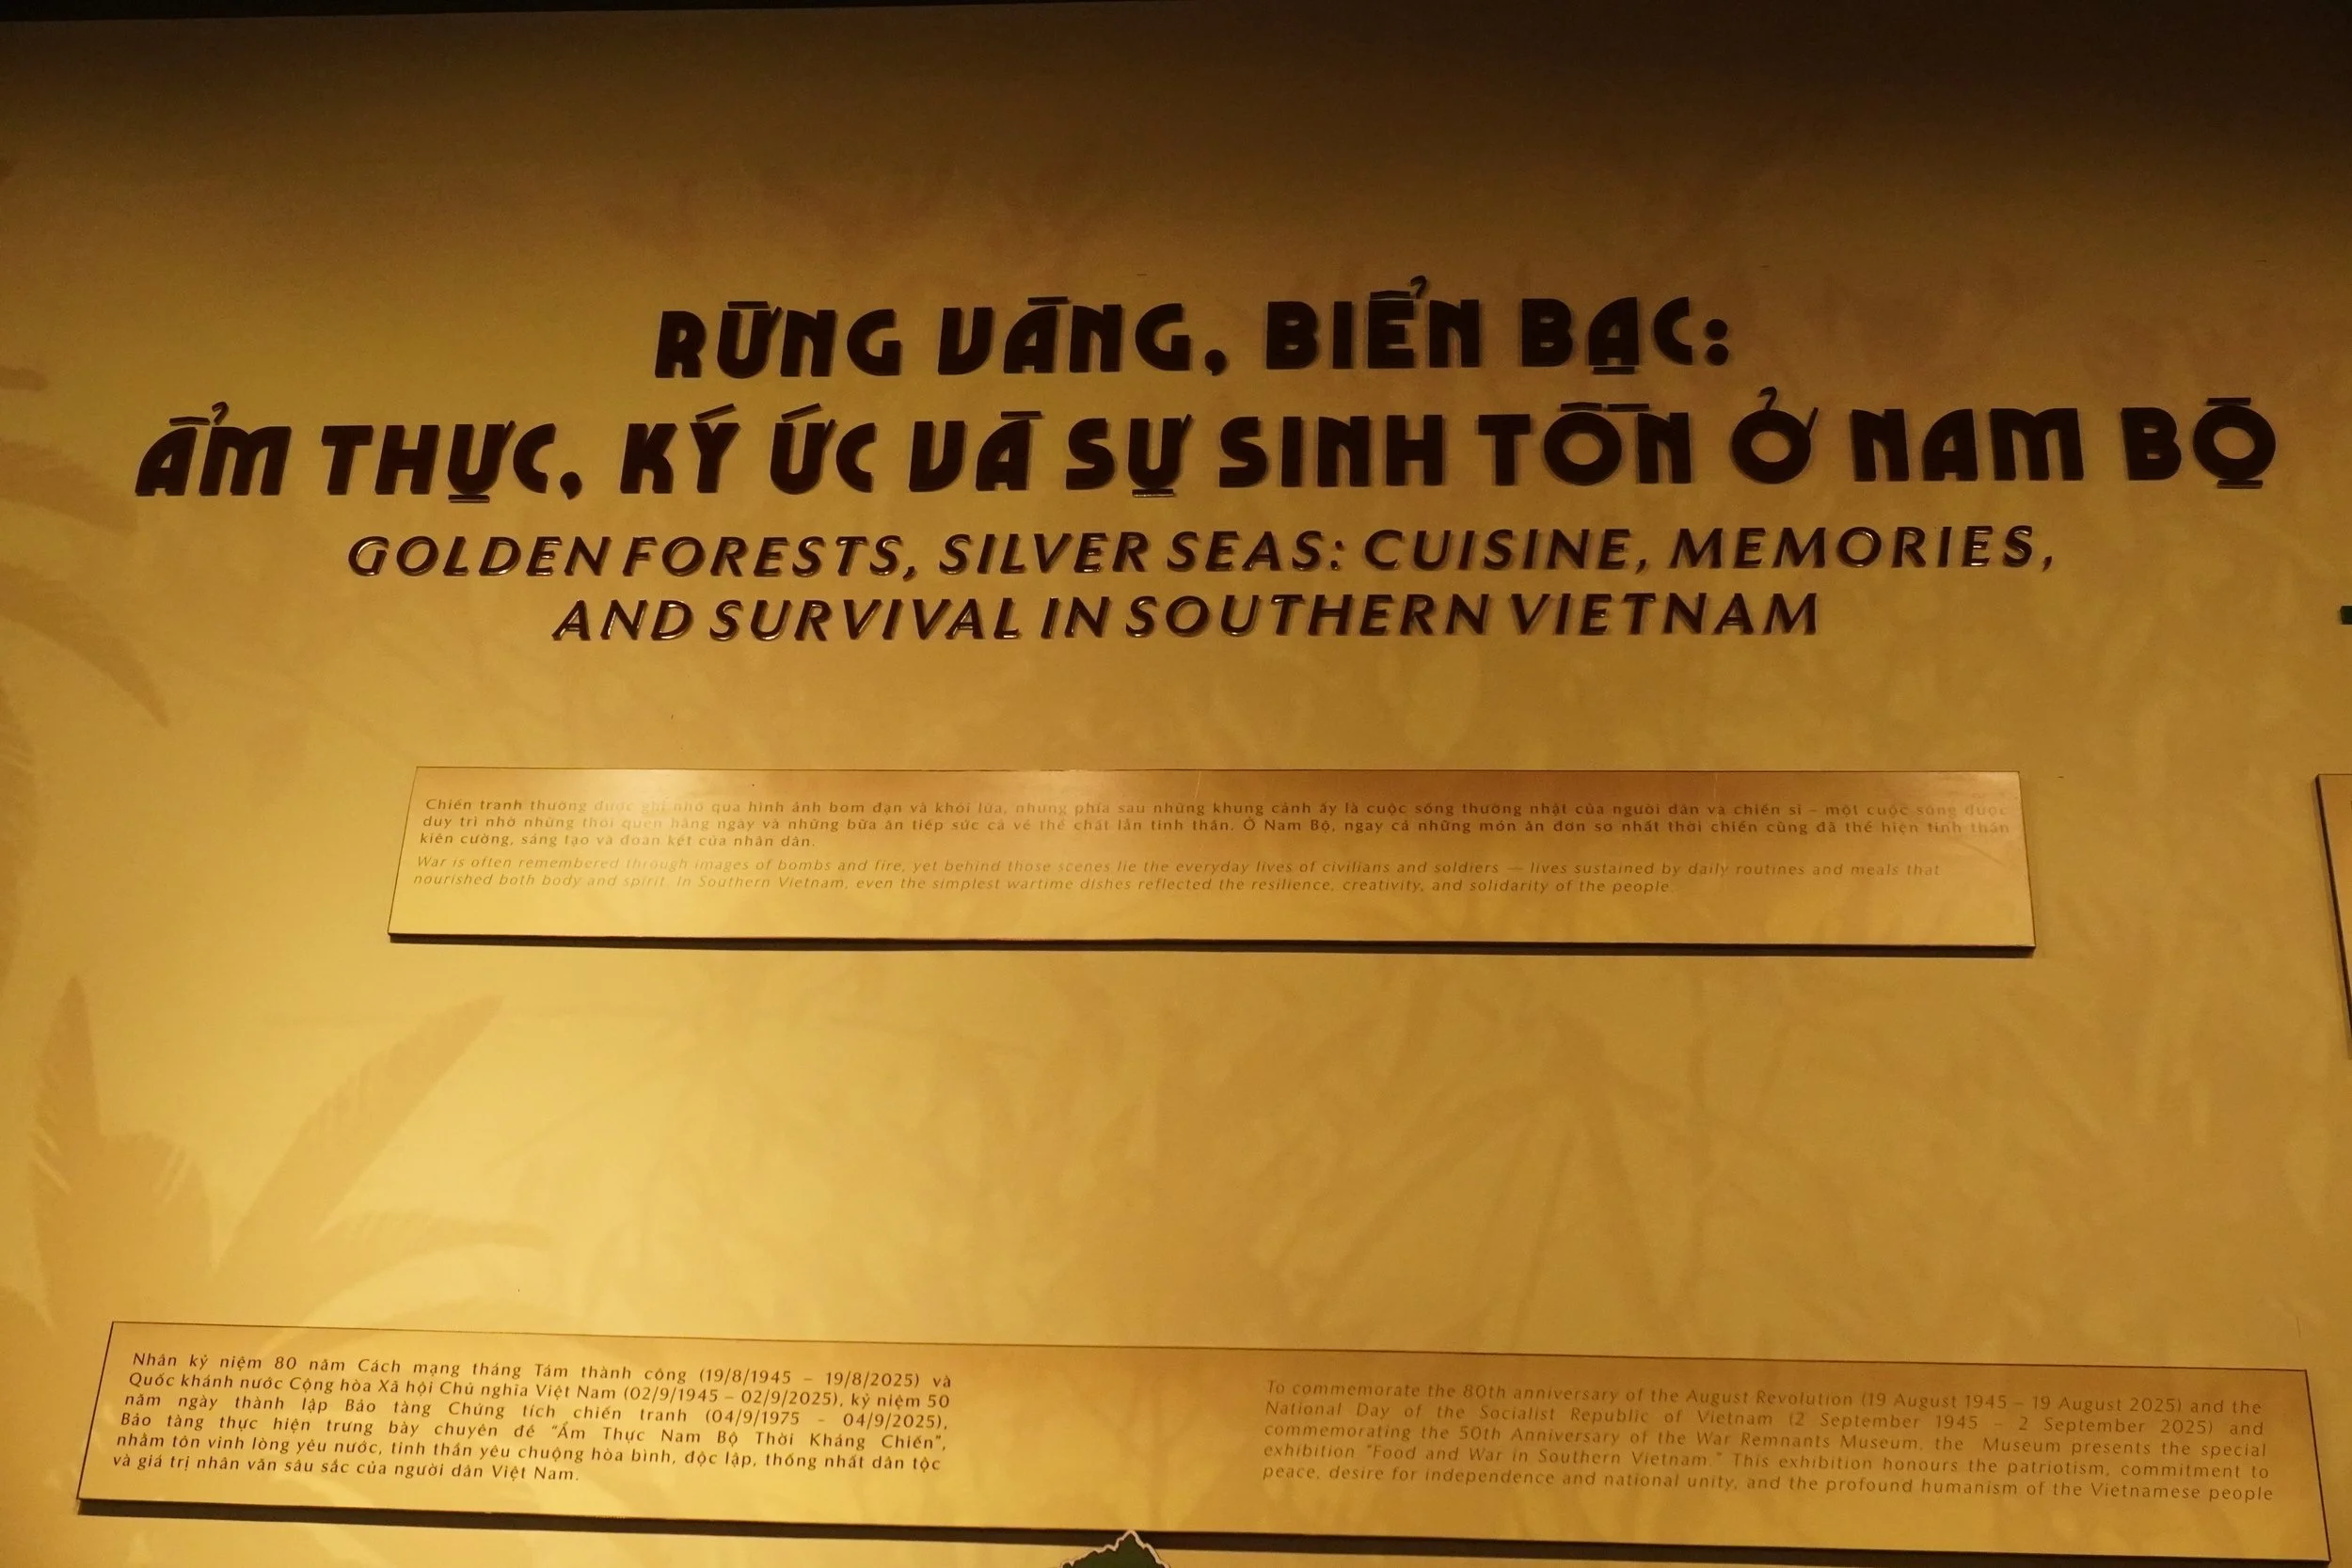 RỪNG VÀNG, BIỂN BẠC:
ẨM THỰC, KÝ ỨC VÀ SỰ SINH TỒN Ở NAM BỘ
GOLDEN FORESTS, SILVER SEAS: CUISINE, MEMORIES,
AND SURVIVAL IN SOUTHERN VIETNAM
Chiến tranh thường được ghi nhớ qua hình ảnh bom đạn và khói lửa, nhưng phía sau những khung cảnh ấy là cuộc sống thường nhật của người dân và chiến sĩ – một cuộc sống được
duy trì nhờ những thói quen hàng ngày và những bữa ăn tiếp sức cả về thể chất lẫn tinh thần. Ở Nam Bộ, ngay cả những món ăn đơn sơ nhất thời chiến cũng đã thể hiện tinh thần
kiên cường, sáng tạo và đoàn kết của nhân dân.
War is often remembered through images of bombs and fire, yet behind those scenes lie the everyday lives of civilians and soldiers — lives sustained by daily routines and meals that
nourished both body and spirit. In Southern Vietnam, even the simplest wartime dishes reflected the resilience, creativity, and solidarity of the people.
Nhân kỷ niệm 80 năm Cách mạng tháng Tám thành công (19/8/1945 – 19/8/2025) và
Quốc khánh nước Cộng hòa Xã hội Chủ nghĩa Việt Nam (02/9/1945 – 02/9/2025), kỷ niệm 50
năm ngày thành lập Bảo tàng Chứng tích chiến tranh (04/9/1975 – 04/9/2025),
Bảo tàng thực hiện trưng bày chuyên đề "Ẩm Thực Nam Bộ Thời Kháng Chiến",
nhằm tôn vinh lòng yêu nước, tinh thần yêu chuộng hòa bình, độc lập, thống nhất dân tộc
và giá trị nhân văn sâu sắc của người dân Việt Nam.
To commemorate the 80th anniversary of the August Revolution (19 August 1945 – 19 August 2025) and the
National Day of the Socialist Republic of Vietnam (2 September 1945 – 2 September 2025) and
commemorating the 50th Anniversary of the War Remnants Museum, the Museum presents the special
exhibition "Food and War in Southern Vietnam." This exhibition honours the patriotism, commitment to
peace, desire for independence and national unity, and the profound humanism of the Vietnamese people